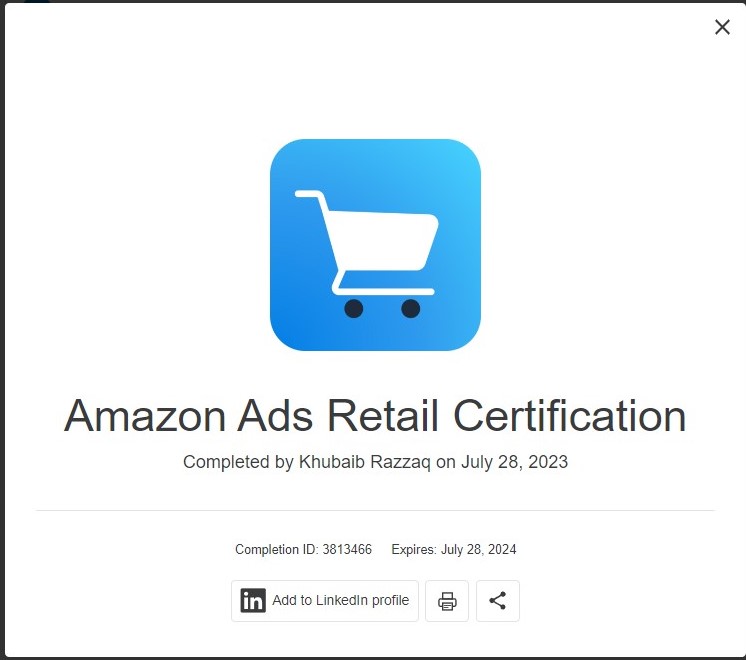 Amazon Ads Retail Certification
Completed by Khubaib Razzaq on July 28, 2023
Completion ID: 3813466 Expires: July 28, 2024
in Add to LinkedIn profile